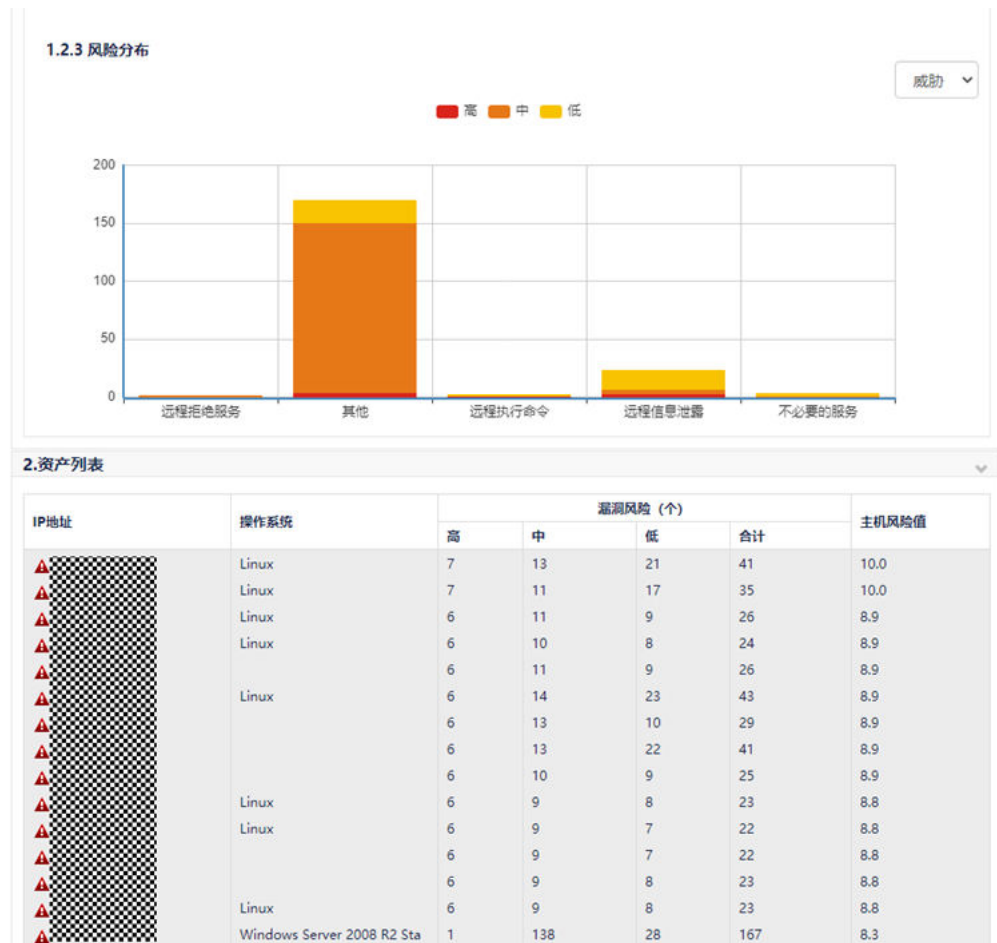 1.2.3 风险分布
威胁
高 中 低
200
150
100
50
0
远程拒绝服务 其他 远程执行命令 远程信息泄露 不必要的服务
2.资产列表
IP地址 操作系统 漏洞风险（个） 主机风险值
高 中 低 合计
Linux 7 13 21 41 10.0
Linux 7 11 17 35 10.0
Linux 6 11 9 26 8.9
Linux 6 10 8 24 8.9
6 11 9 26 8.9
Linux 6 14 23 43 8.9
6 13 10 29 8.9
6 13 22 41 8.9
6 10 9 25 8.9
Linux 6 9 8 23 8.8
Linux 6 9 7 22 8.8
6 9 7 22 8.8
6 9 8 23 8.8
Linux 6 9 8 23 8.8
Windows Server 2008 R2 Sta 1 138 28 167 8.3